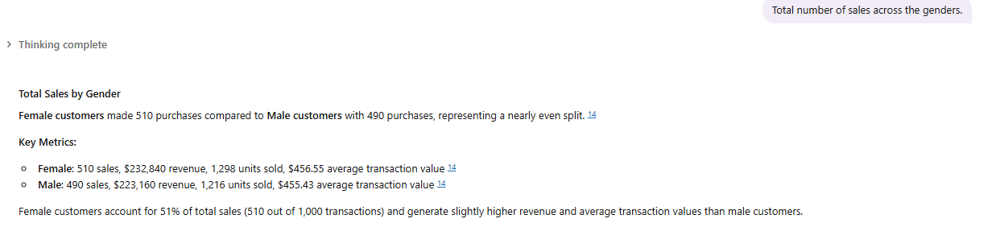 Total number of sales across the genders.
Thinking complete
Total Sales by Gender
Female customers made 510 purchases compared to Male customers with 490 purchases, representing a nearly even split. 14
Key Metrics:
Female: 510 sales, $232,840 revenue, 1,298 units sold, $456.55 average transaction value 14
Male: 490 sales, $223,160 revenue, 1,216 units sold, $455.43 average transaction value 14
Female customers account for 51% of total sales (510 out of 1,000 transactions) and generate slightly higher revenue and average transaction values than male customers.